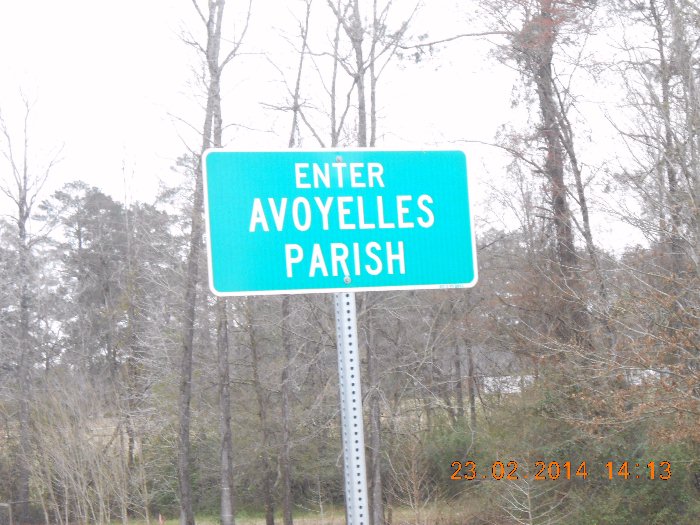 ENTER
AVOYELLES
PARISH
23.02.2014 14:13